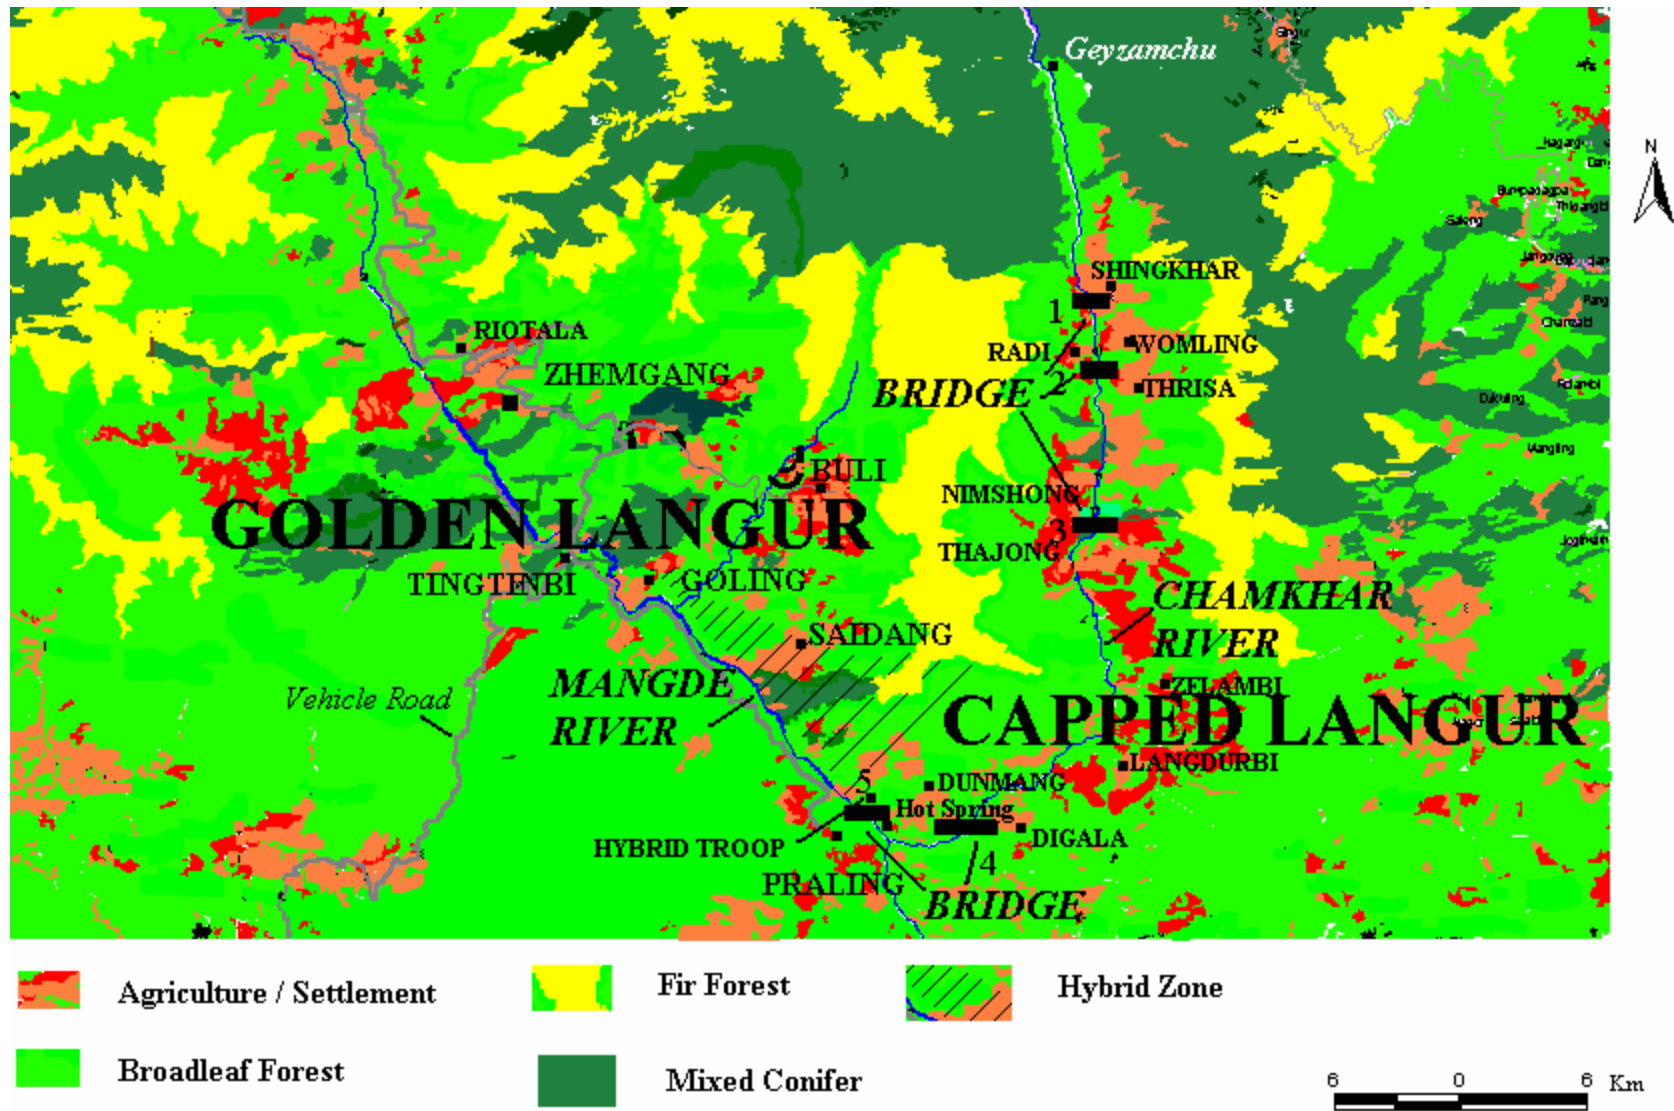 Geyzamchu
N
SHINGKHAR
1
RIOTALA
RADI
WOMLING
ZHEMGANG
BRIDGE
2
THRISA
BULI
NIMSHONG
GOLDEN LANGUR
3
THAJONG
TINGTINBI
GOLING
CHAMKHAR
RIVER
SAIDANG
MANGDE
RIVER
Vehicle Road
ZELAMBI
CAPPED LANGUR
LANGDURBI
5
DUNMANG
Hot Spring
HYBRID TROOP
DIGALA
4
PRALING
BRIDGE
Agriculture / Settlement
Fir Forest
Hybrid Zone
Broadleaf Forest
Mixed Conifer
6 0 6 Km